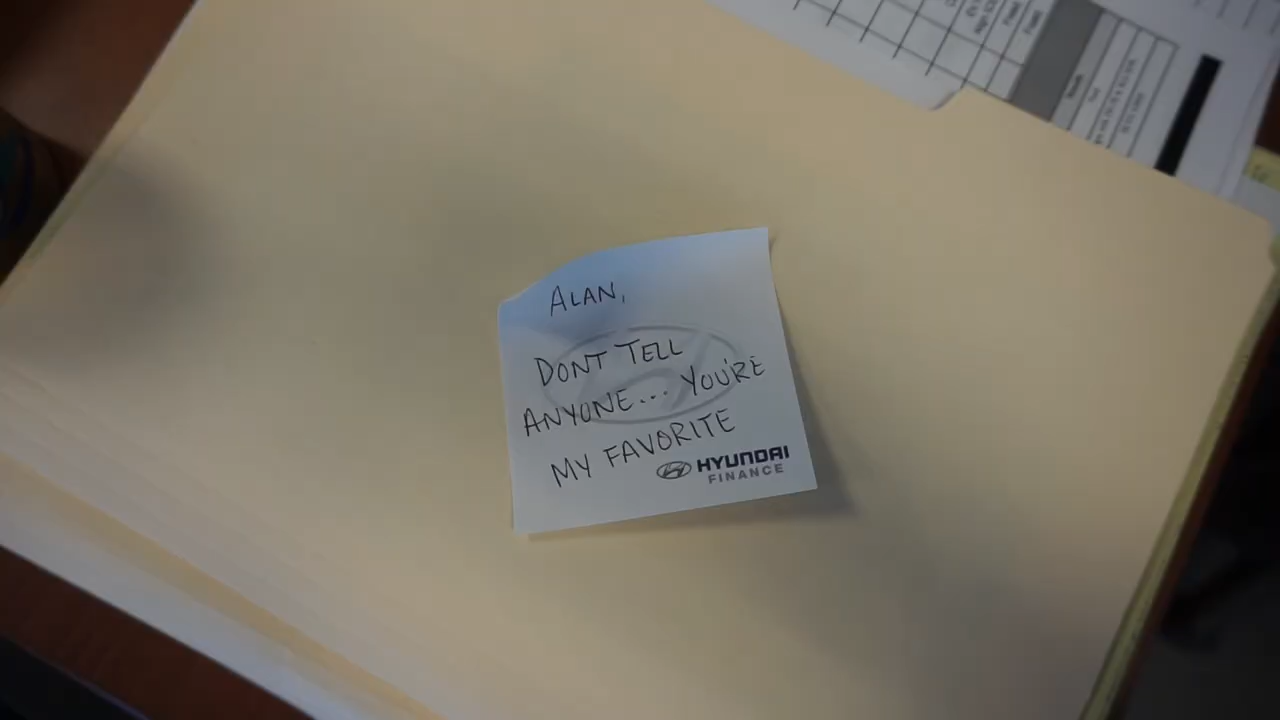 ALAN,
DONT TELL
ANYONE... YOU'RE
MY FAVORITE
HYUNDAI
FINANCE